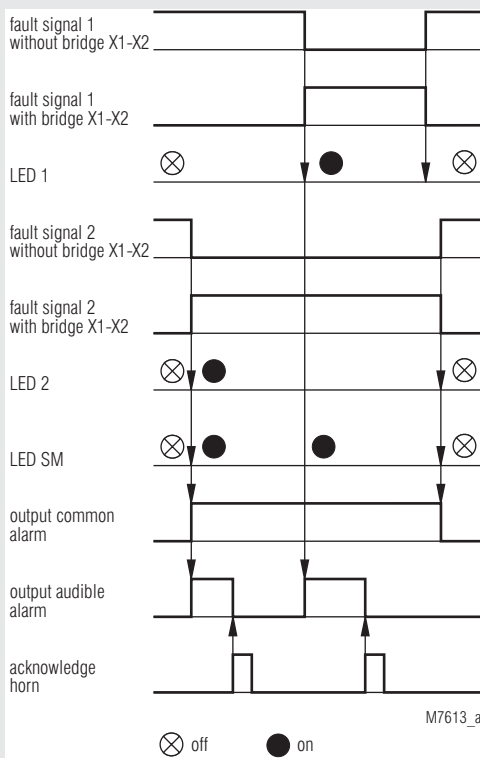 fault signal 1
without bridge X1-X2
fault signal 1
with bridge X1-X2
LED 1
fault signal 2
without bridge X1-X2
fault signal 2
with bridge X1-X2
LED 2
LED SM
output common
alarm
output audible
alarm
acknowledge
horn
M7613_a
off
on